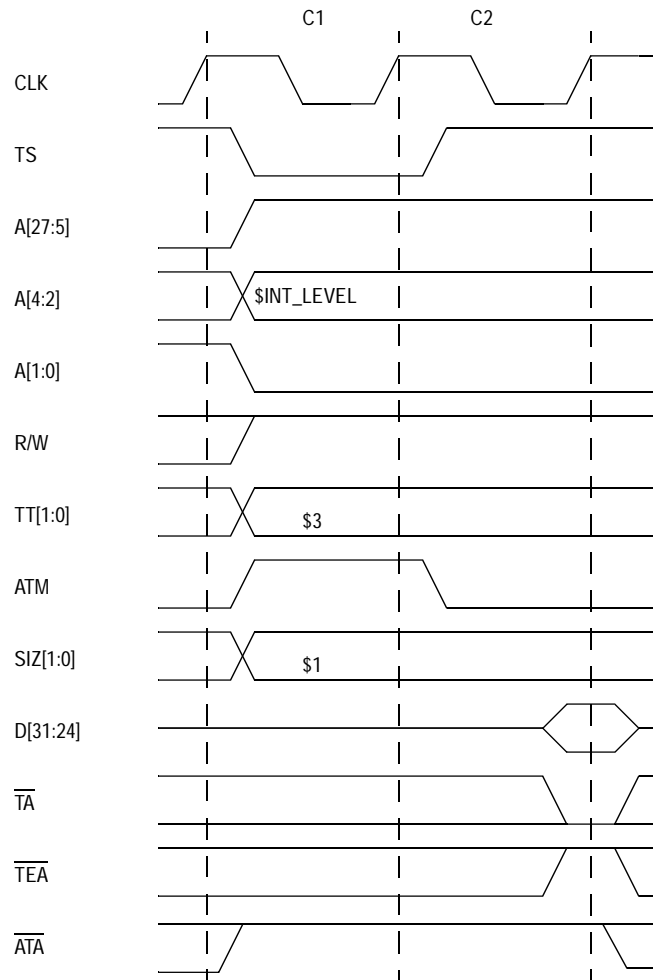 C1 C2
CLK
TS
A[27:5]
A[4:2] $INT_LEVEL
A[1:0]
R/W
TT[1:0] $3
ATM
SIZ[1:0] $1
D[31:24]
TA
TEA
ATA